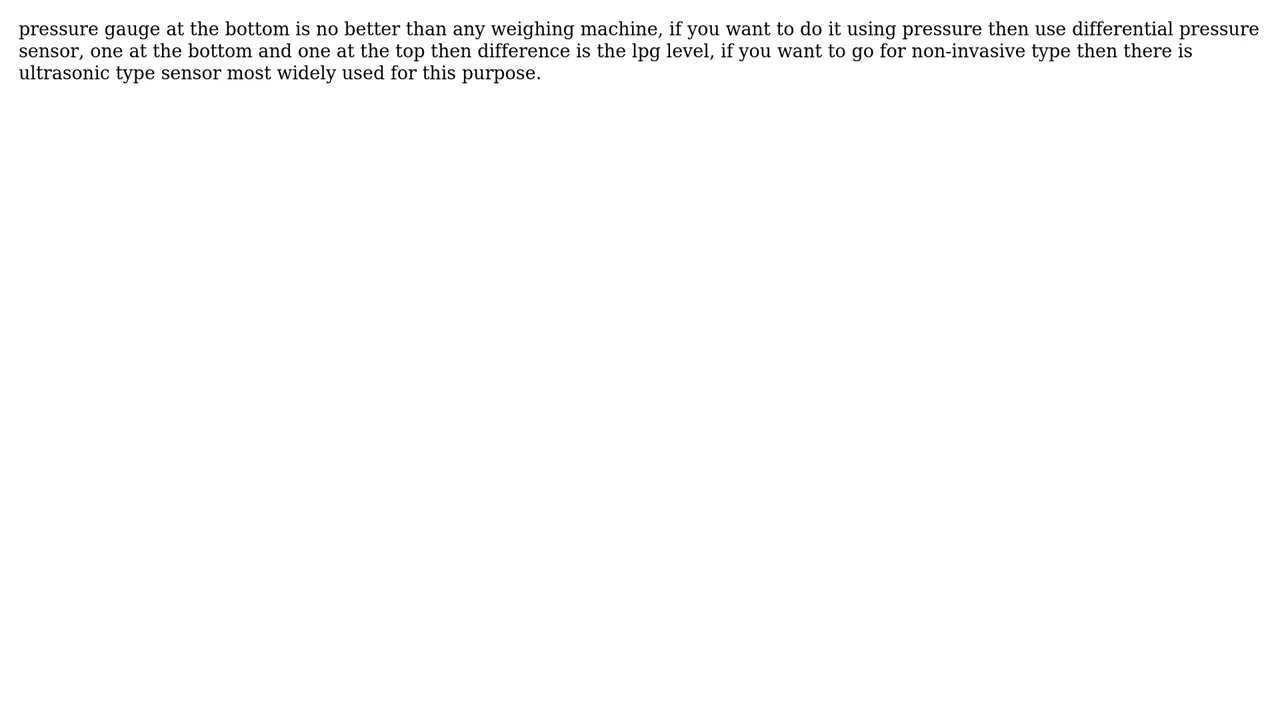 pressure gauge at the bottom is no better than any weighing machine, if you want to do it using pressure then use differential pressure
sensor, one at the bottom and one at the top then difference is the lpg level, if you want to go for non-invasive type then there is
ultrasonic type sensor most widely used for this purpose.